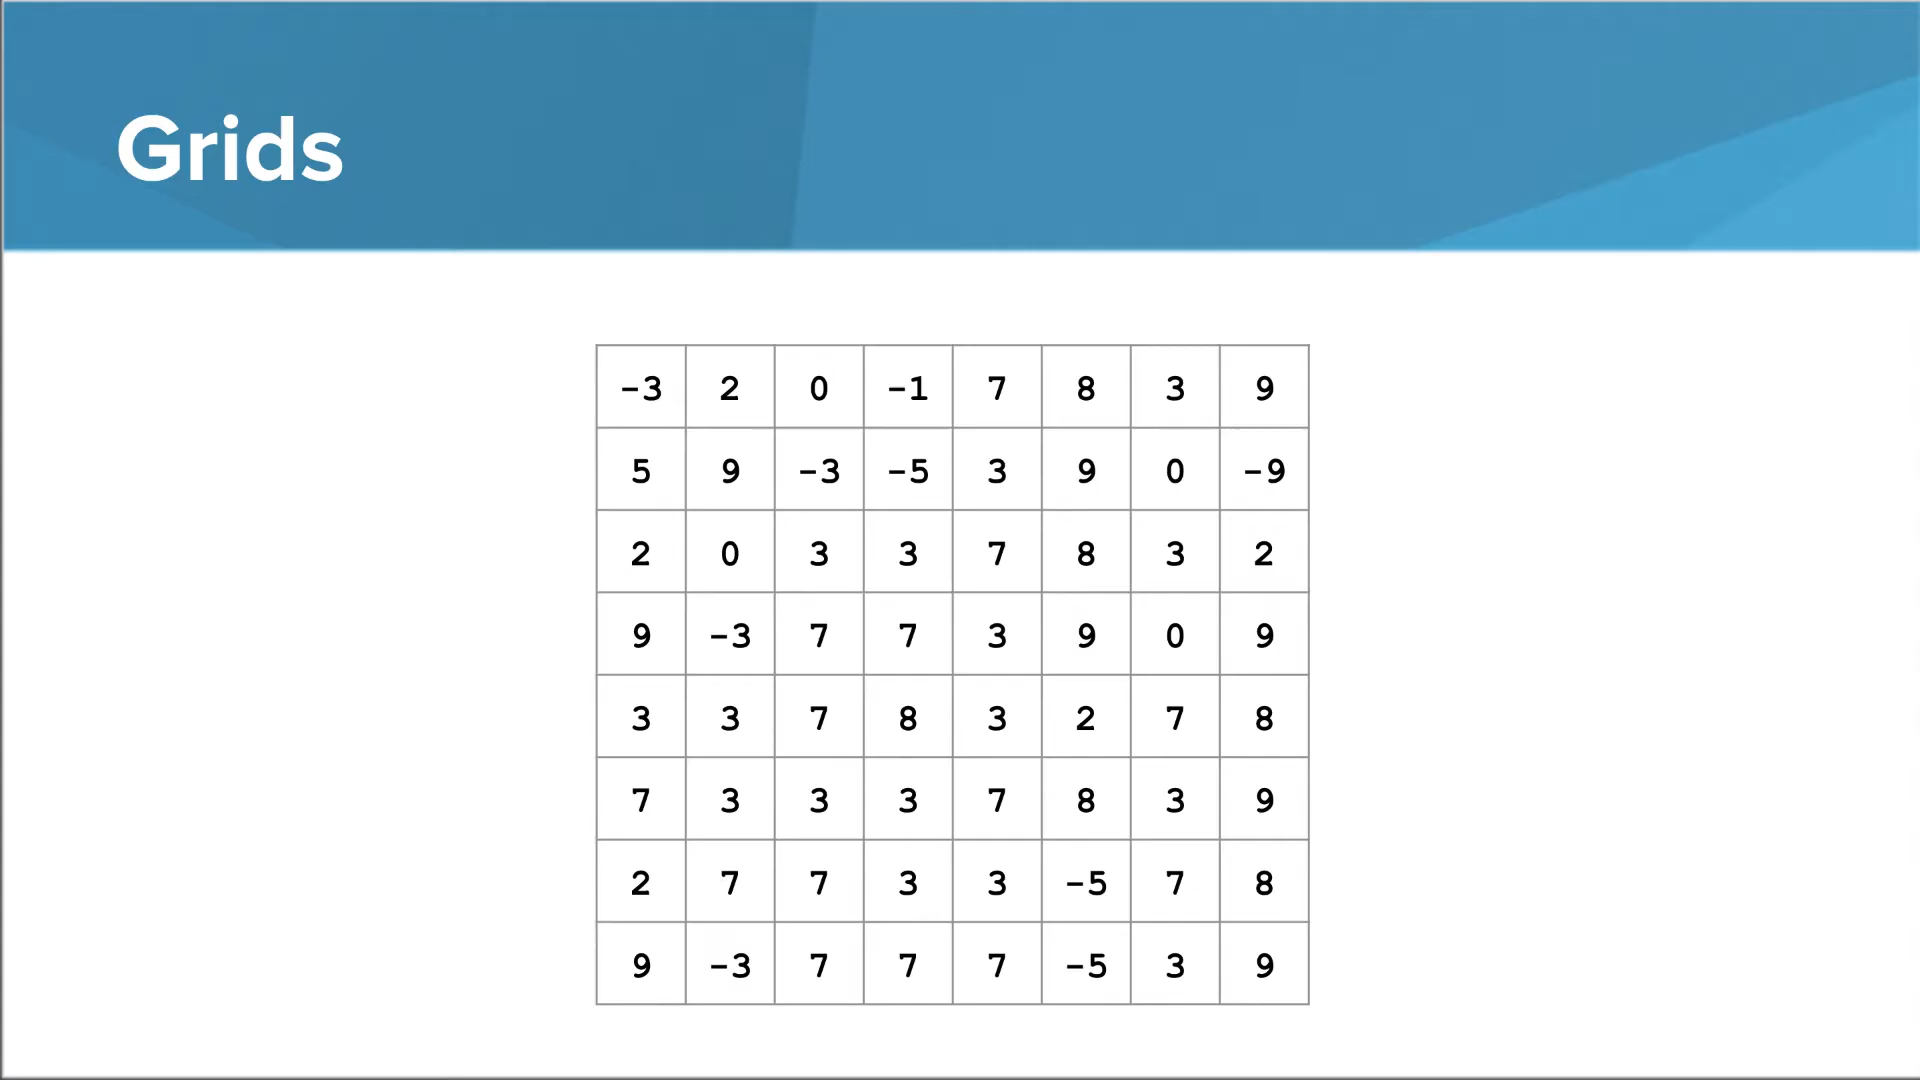 Grids
-3 2 0 -1 7 8 3 9
5 9 -3 -5 3 9 0 -9
2 0 3 3 7 8 3 2
9 -3 7 7 3 9 0 9
3 3 7 8 3 2 7 8
7 3 3 3 7 8 3 9
2 7 7 3 3 -5 7 8
9 -3 7 7 7 -5 3 9